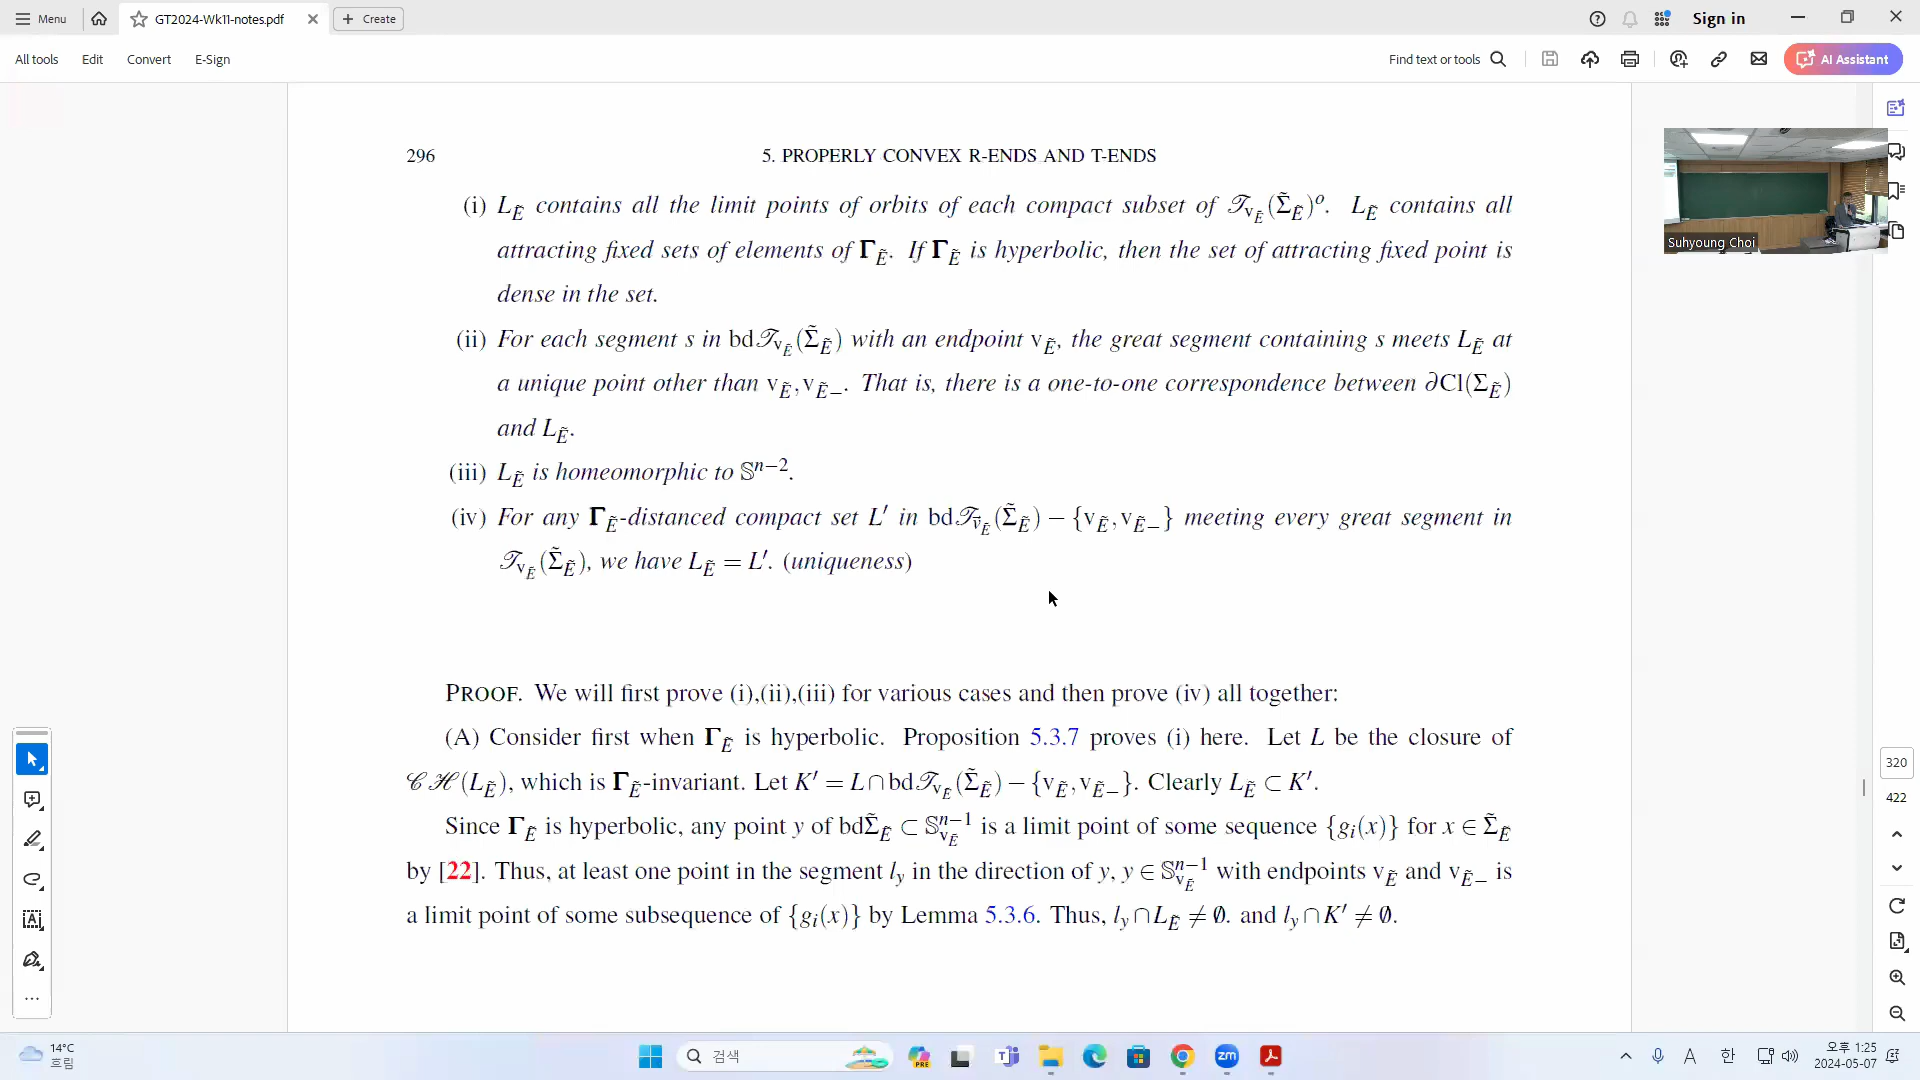 Menu
GT2024-Wk11-notes.pdf
Create
Sign in
All tools Edit Convert E-Sign
Find text or tools
AI Assistant
296 5. PROPERLY CONVEX R-ENDS AND T-ENDS
(i) L_Ẽ contains all the limit points of orbits of each compact subset of 𝒯_{v_Ẽ}(Σ̃_Ẽ)^o. L_Ẽ contains all
attracting fixed sets of elements of Γ_Ẽ. If Γ_Ẽ is hyperbolic, then the set of attracting fixed point is
dense in the set.
(ii) For each segment s in bd𝒯_{v_Ẽ}(Σ̃_Ẽ) with an endpoint v_Ẽ, the great segment containing s meets L_Ẽ at
a unique point other than v_Ẽ, v_{Ẽ−}. That is, there is a one-to-one correspondence between ∂Cl(Σ_Ẽ)
and L_Ẽ.
(iii) L_Ẽ is homeomorphic to 𝕊^{n−2}.
(iv) For any Γ_Ẽ-distanced compact set L′ in bd𝒯_{ṽ_Ẽ}(Σ̃_Ẽ) − {v_Ẽ, v_{Ẽ−}} meeting every great segment in
𝒯_{v_Ẽ}(Σ̃_Ẽ), we have L_Ẽ = L′. (uniqueness)
PROOF. We will first prove (i),(ii),(iii) for various cases and then prove (iv) all together:
(A) Consider first when Γ_Ẽ is hyperbolic. Proposition 5.3.7 proves (i) here. Let L be the closure of
𝒞ℋ(L_Ẽ), which is Γ_Ẽ-invariant. Let K′ = L ∩ bd𝒯_{v_Ẽ}(Σ̃_Ẽ) − {v_Ẽ, v_{Ẽ−}}. Clearly L_Ẽ ⊂ K′.
Since Γ_Ẽ is hyperbolic, any point y of bdΣ̃_Ẽ ⊂ 𝕊^{n−1}_{v_Ẽ} is a limit point of some sequence {g_i(x)} for x ∈ Σ̃_Ẽ
by [22]. Thus, at least one point in the segment l_y in the direction of y, y ∈ 𝕊^{n−1}_{v_Ẽ} with endpoints v_Ẽ and v_{Ẽ−} is
a limit point of some subsequence of {g_i(x)} by Lemma 5.3.6. Thus, l_y ∩ L_Ẽ ≠ ∅. and l_y ∩ K′ ≠ ∅.
Suhyoung Choi
320
422
14°C
흐림
검색
PRE
zm
A
한
오후 1:25
2024-05-07